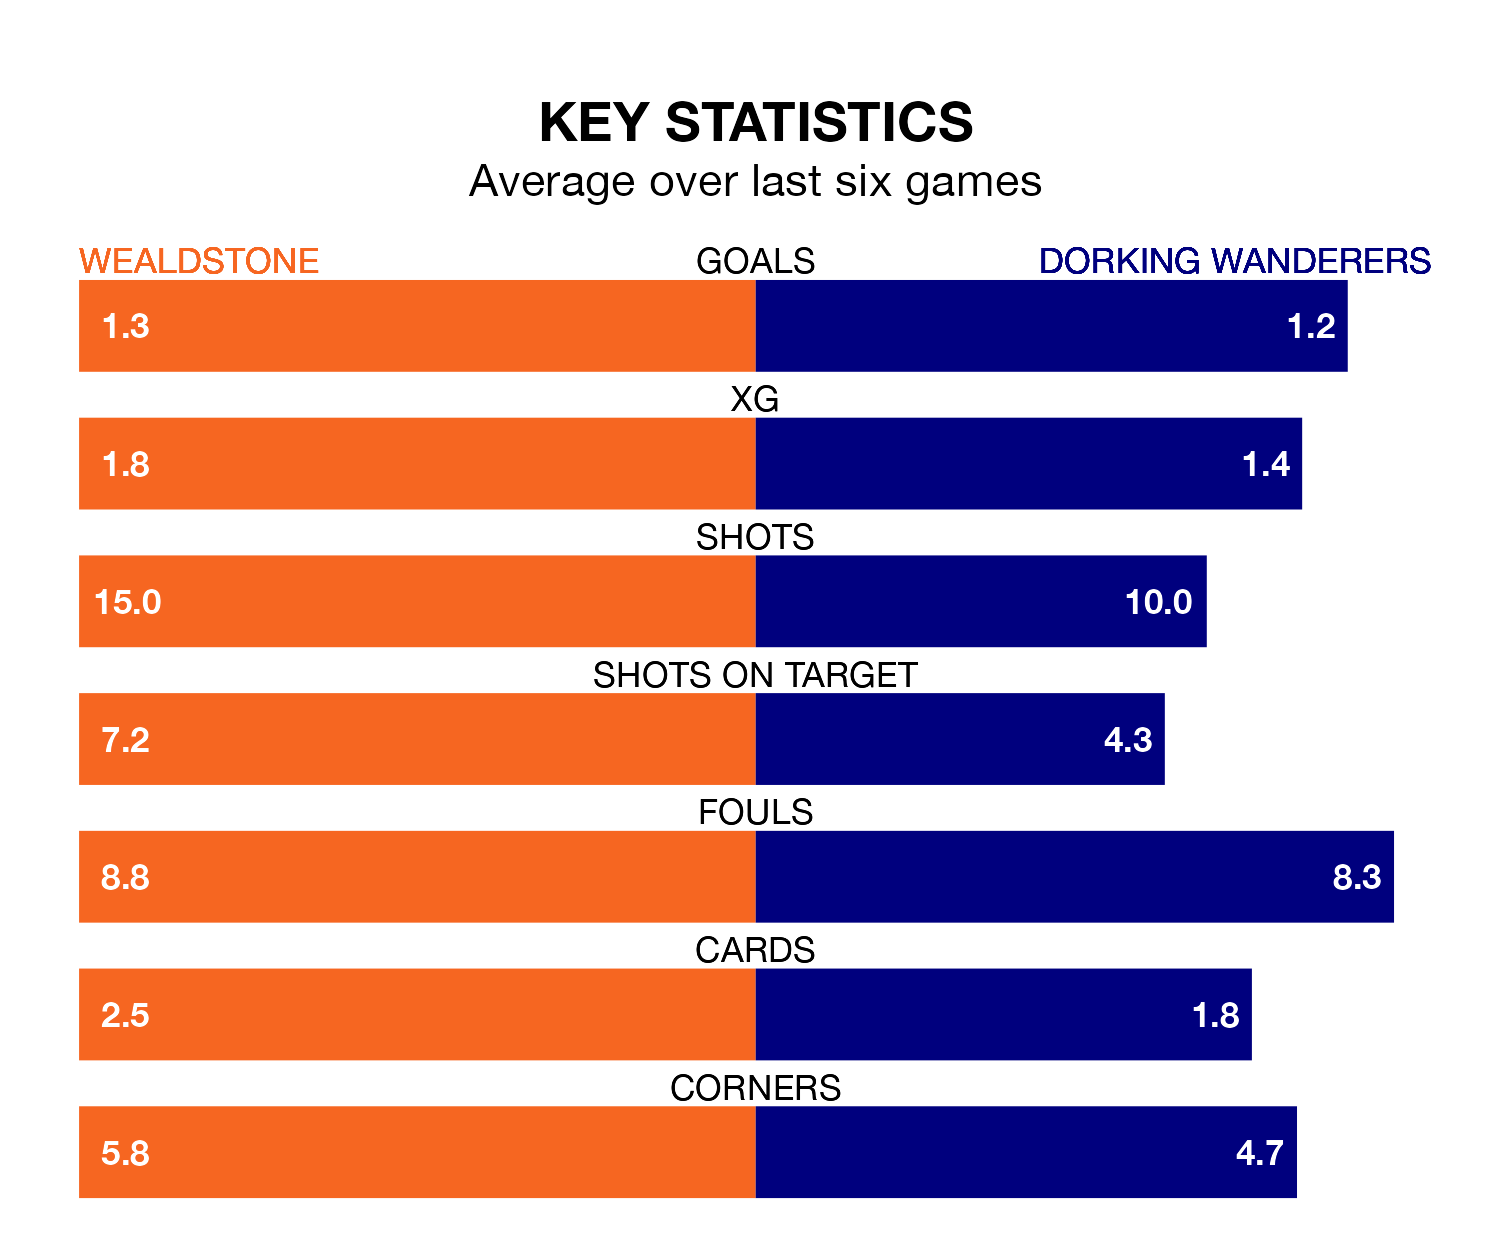 KEY STATISTICS
Average over last six games
WEALDSTONE GOALS DORKING WANDERERS
1.3 1.2
XG
1.8 1.4
SHOTS
15.0 10.0
SHOTS ON TARGET
7.2 4.3
FOULS
8.8 8.3
CARDS
2.5 1.8
CORNERS
5.8 4.7